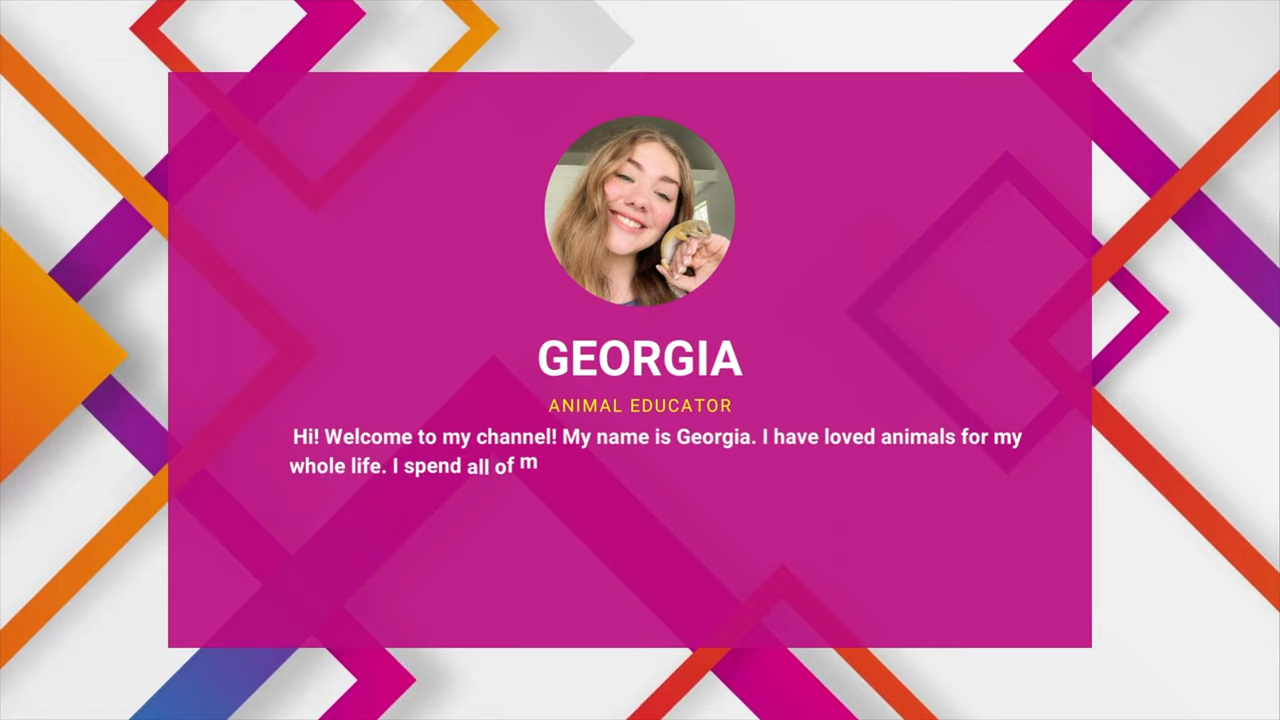 GEORGIA
ANIMAL EDUCATOR
Hi! Welcome to my channel! My name is Georgia. I have loved animals for my
whole life. I spend all of m